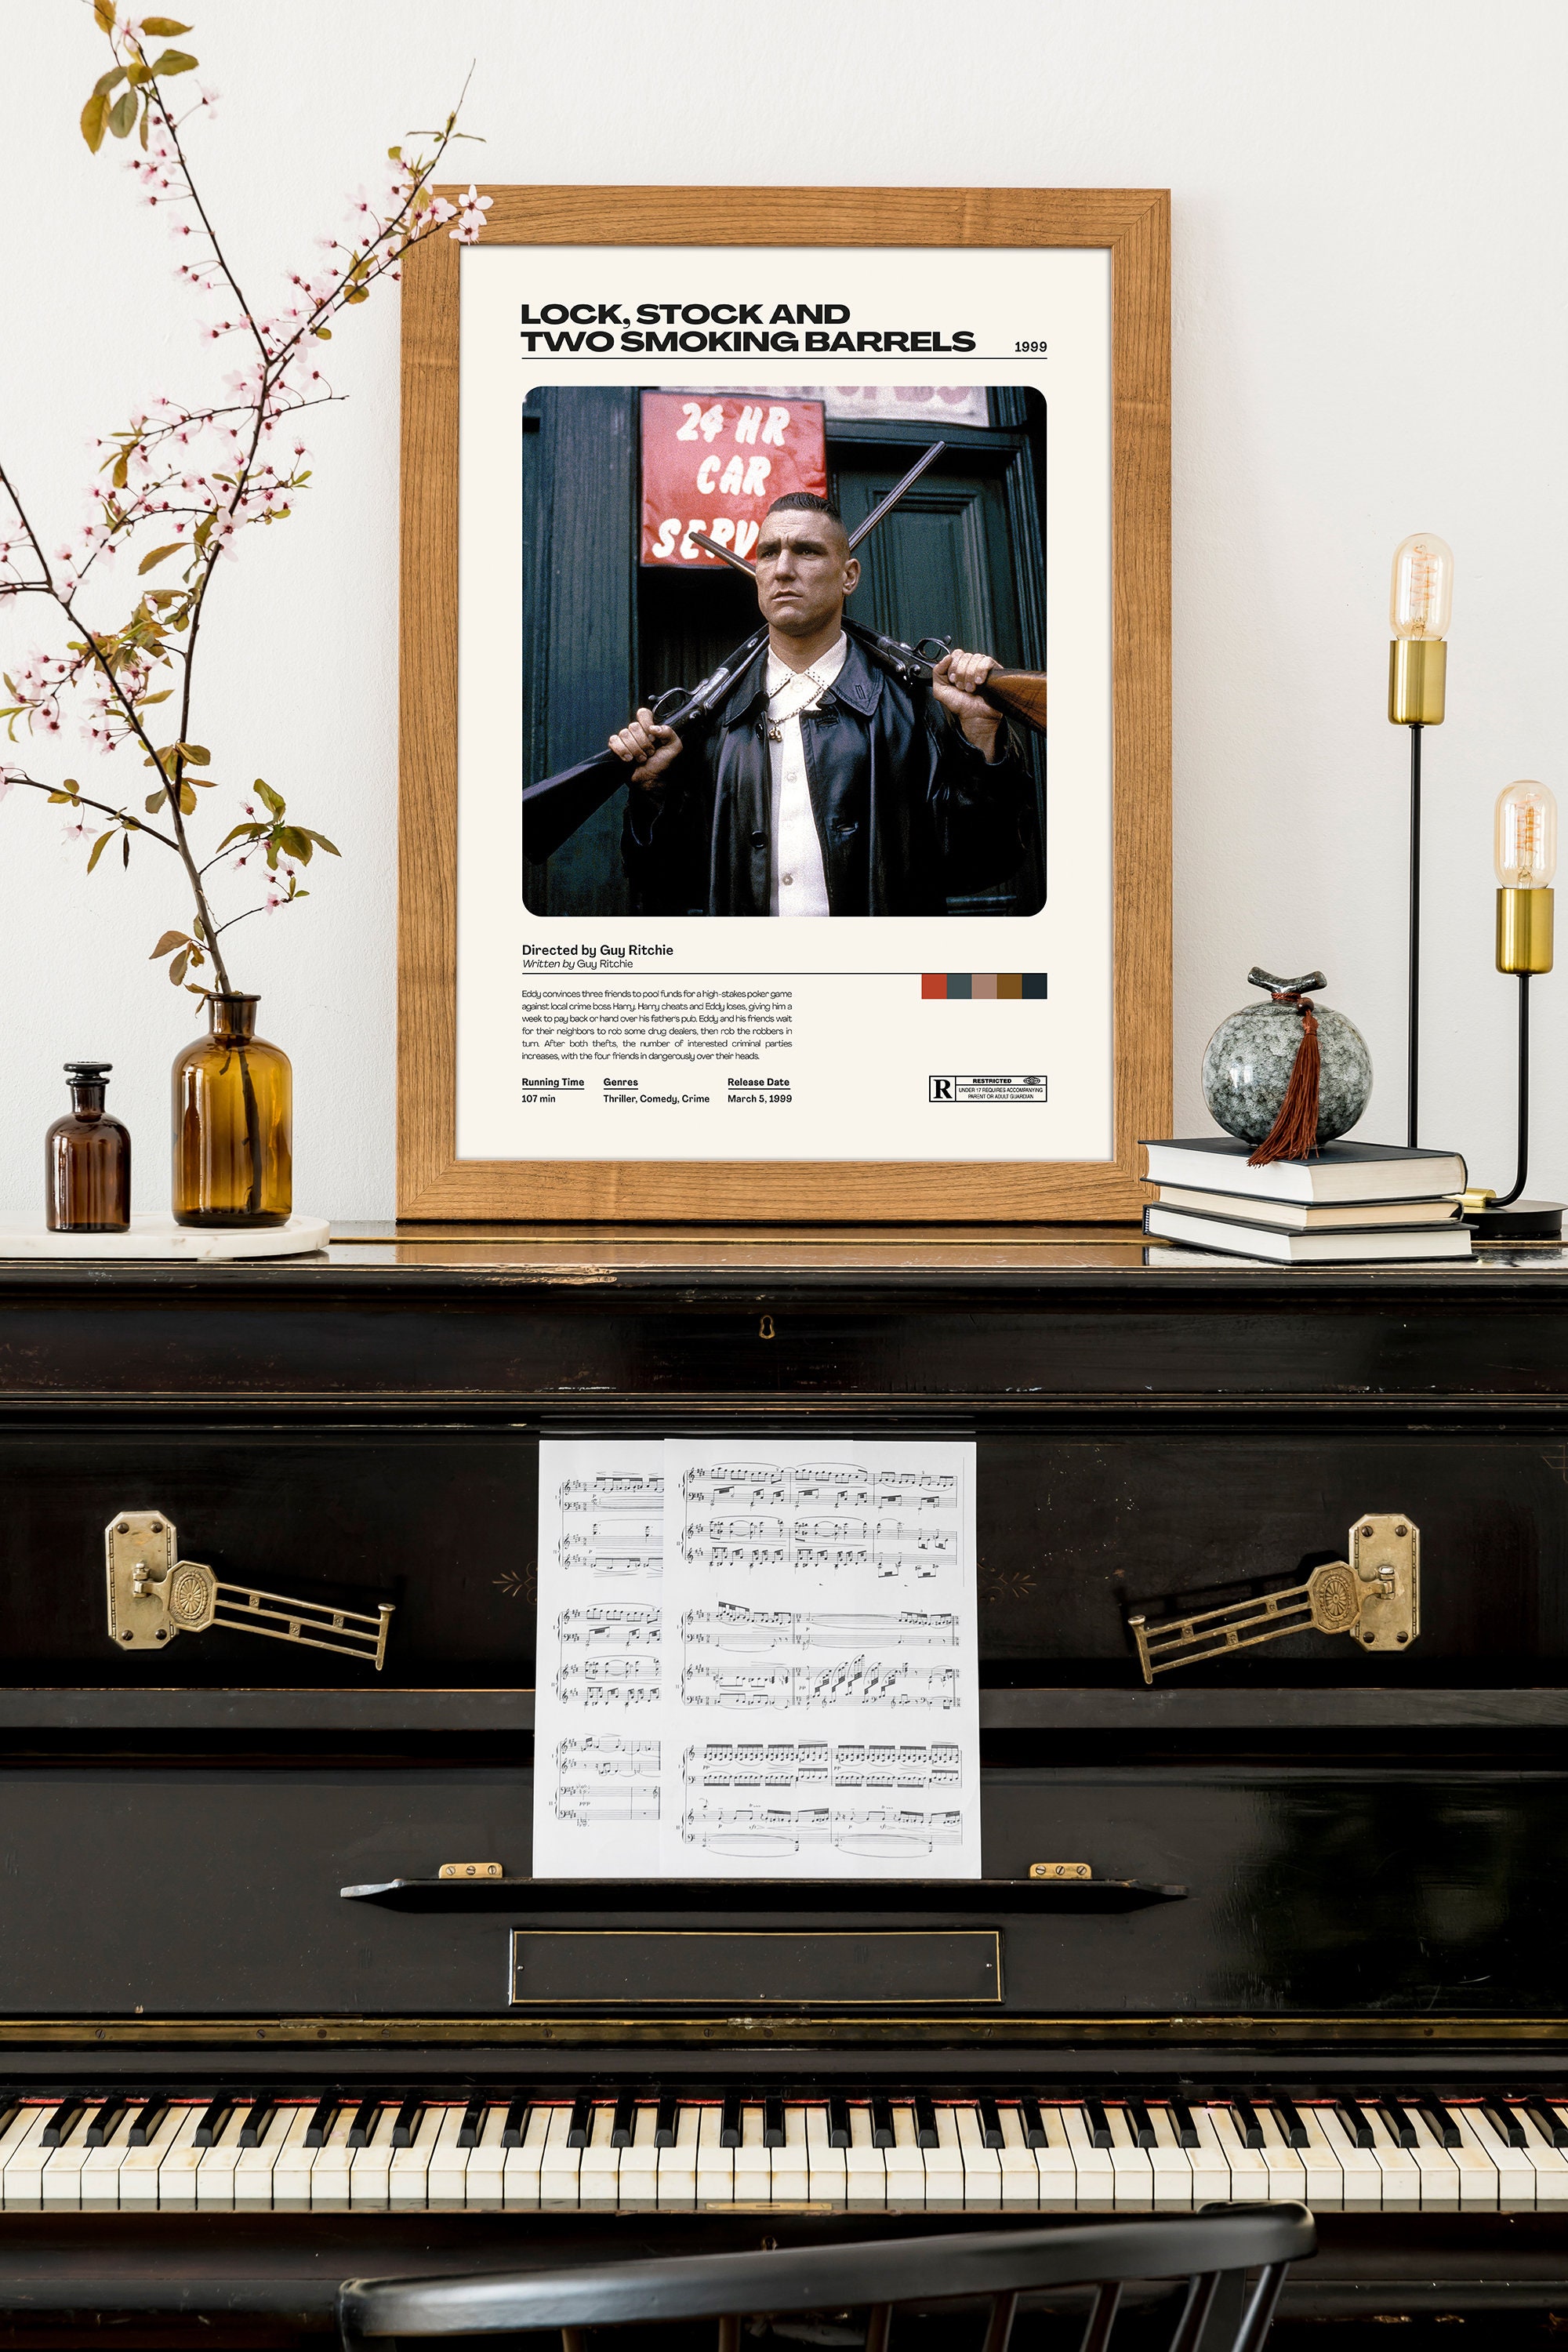 LOCK, STOCK AND
TWO SMOKING BARRELS
1999
24 HR
CAR
SERV
Directed by Guy Ritchie
Written by Guy Ritchie
Eddy convinces three friends to pool funds for a high-stakes poker game
against local crime boss Harry. Harry cheats and Eddy loses, giving him a
week to pay back or hand over his father's pub. Eddy and his friends wait
for their neighbors to rob some drug dealers, then rob the robbers in
turn. After both thefts, the number of interested criminal parties
increases, with the four friends in dangerously over their heads.
Running Time
Genres
Release Date
107 min
Thriller, Comedy, Crime
March 5, 1999
R
RESTRICTED
UNDER 17 REQUIRES ACCOMPANYING
PARENT OR ADULT GUARDIAN